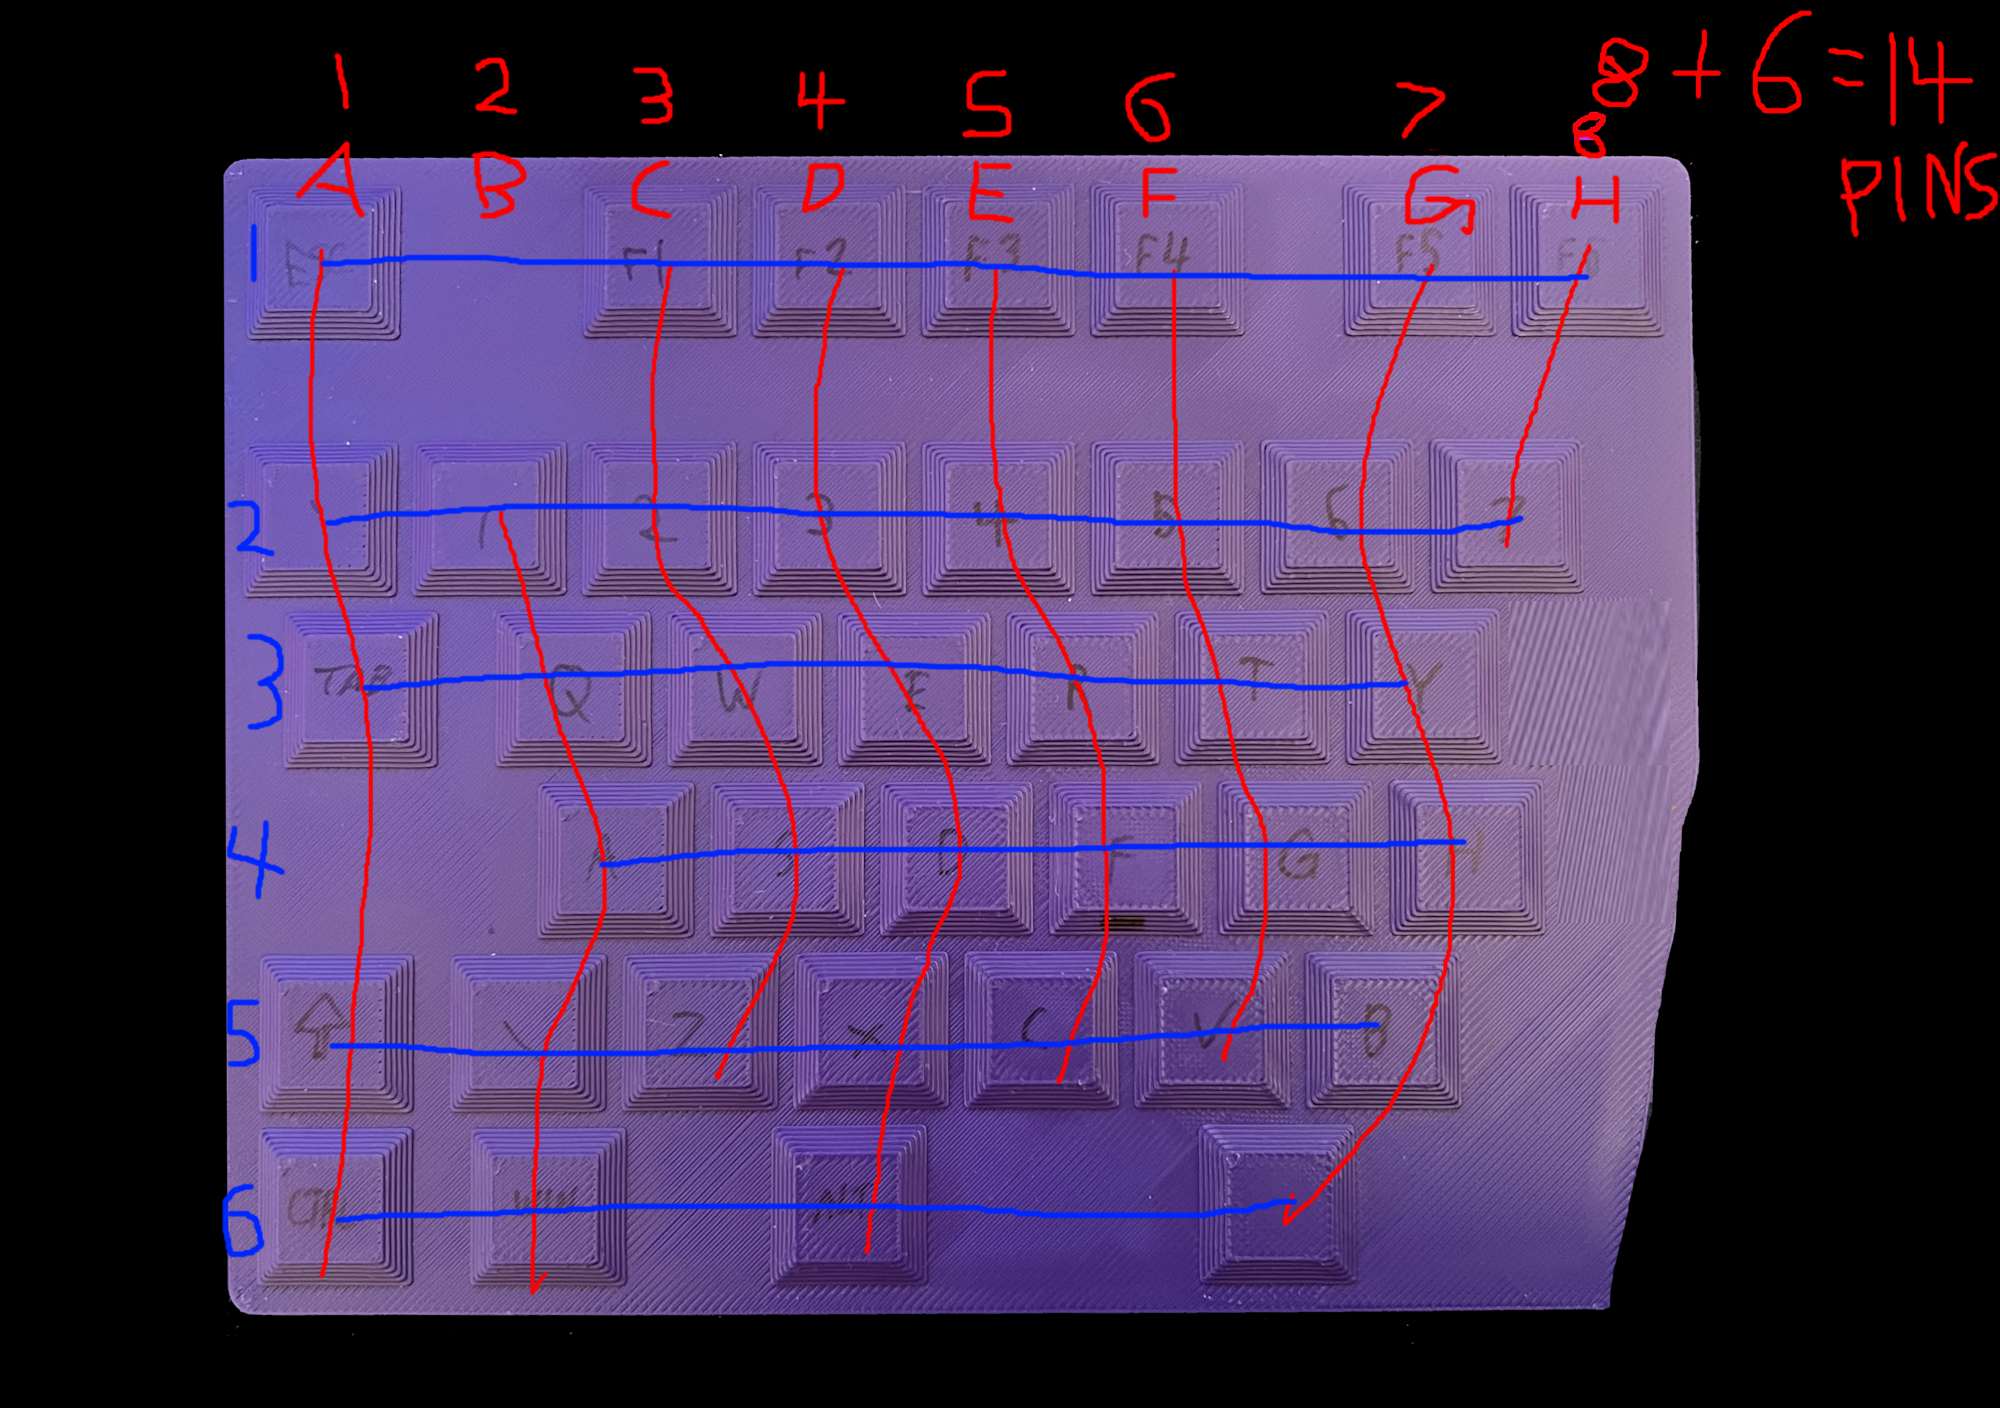 8+6=14
1 2 3 4 5 6 7 8
PINS
A B C D E F G H
1 ESC F1 F2 F3 F4 F5 F6
2 1 2 3 4 5 6 7
3 TAB Q W E R T Y
4 A S D F G H
5 \ Z X C V B
6 CTRL WIN ALT